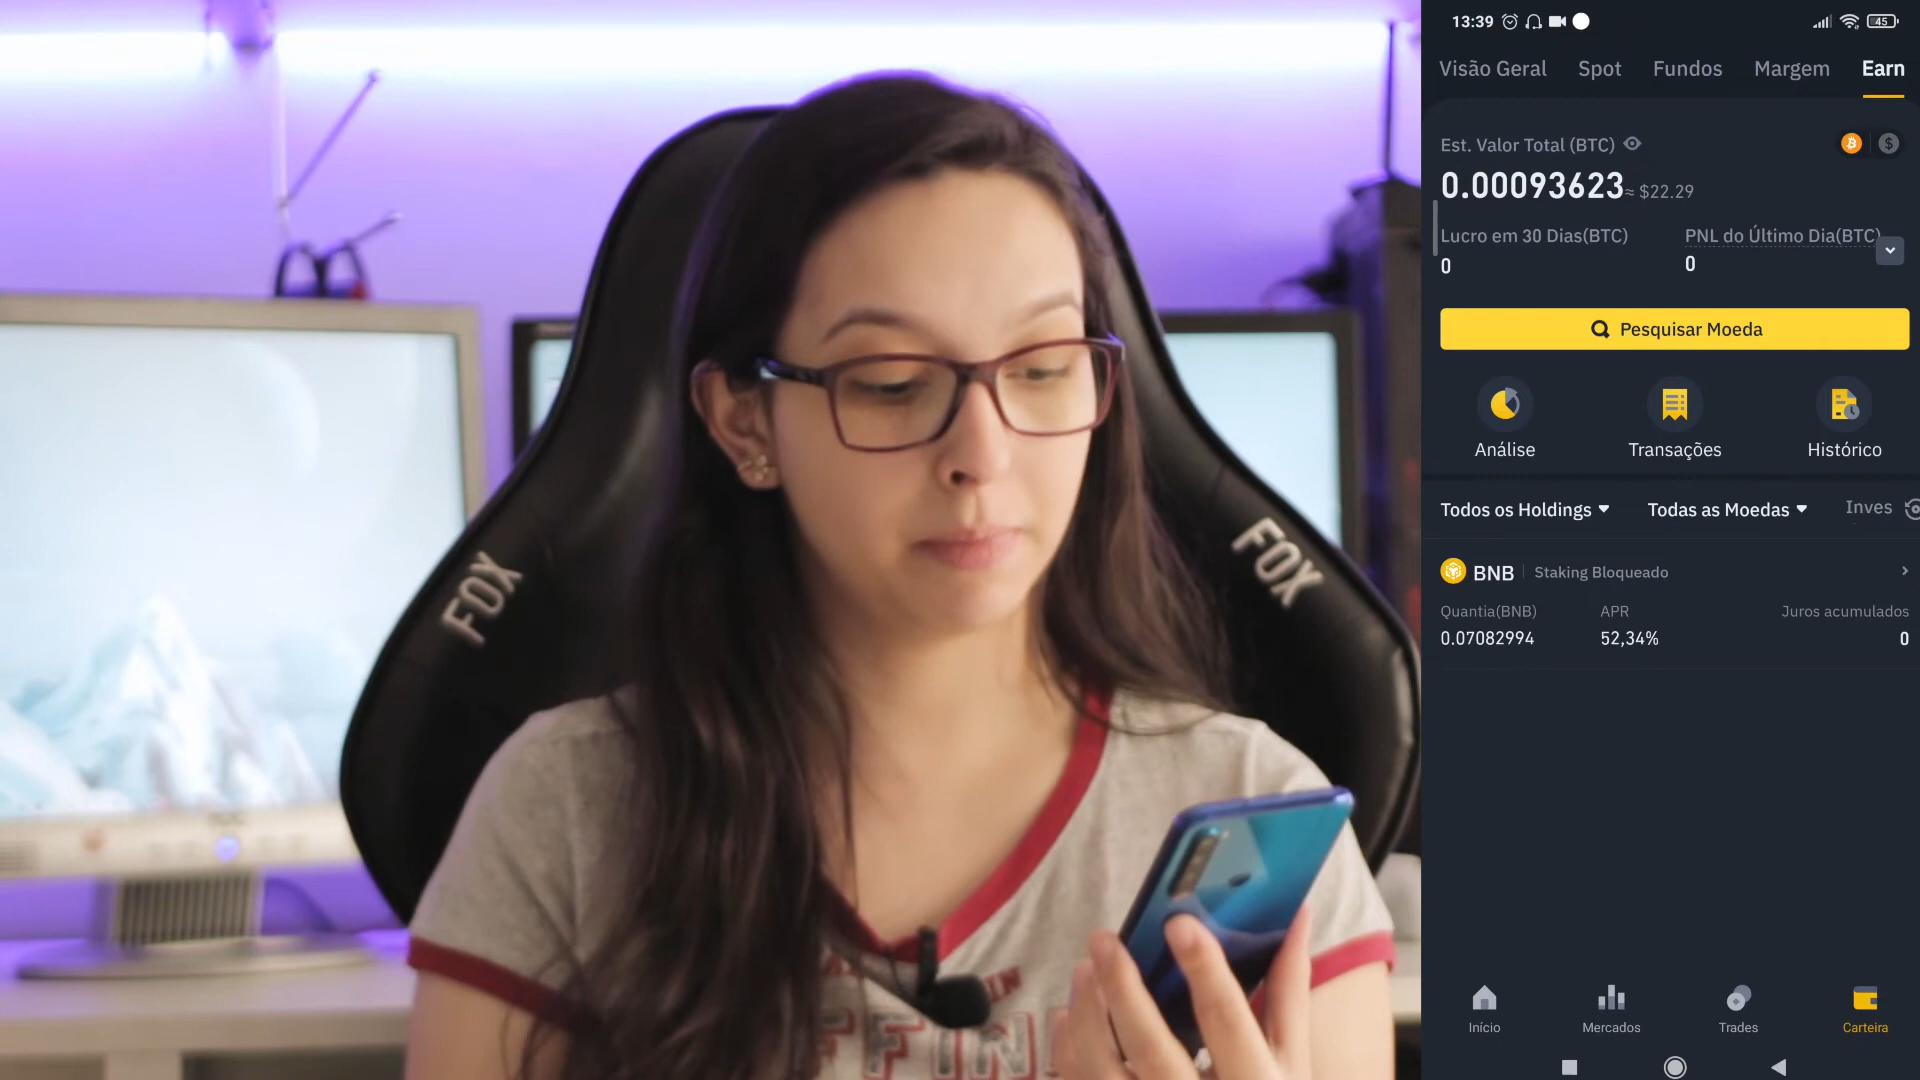 13:39
45
Visão Geral Spot Fundos Margem Earn
Est. Valor Total (BTC)
0.00093623 ≈ $22.29
Lucro em 30 Dias(BTC) PNL do Último Dia(BTC)
0 0
Pesquisar Moeda
Análise Transações Histórico
Todos os Holdings Todas as Moedas Inves
BNB Staking Bloqueado
Quantia(BNB) APR Juros acumulados
0.07082994 52,34% 0
Início Mercados Trades Carteira
FOX
FOX